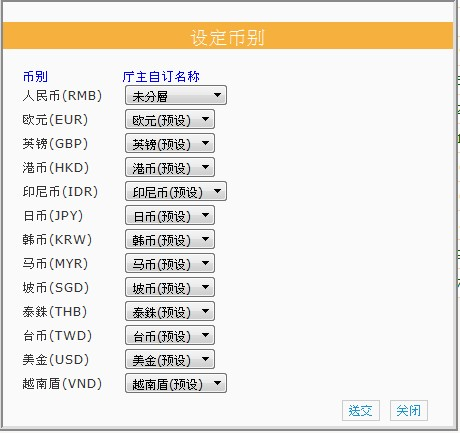 设定币别
币别 厅主自订名称
人民币(RMB) 未分層
欧元(EUR) 欧元(预设)
英镑(GBP) 英镑(预设)
港币(HKD) 港币(预设)
印尼币(IDR) 印尼币(预设)
日币(JPY) 日币(预设)
韩币(KRW) 韩币(预设)
马币(MYR) 马币(预设)
坡币(SGD) 坡币(预设)
泰銖(THB) 泰銖(预设)
台币(TWD) 台币(预设)
美金(USD) 美金(预设)
越南盾(VND) 越南盾(预设)
送交 关闭